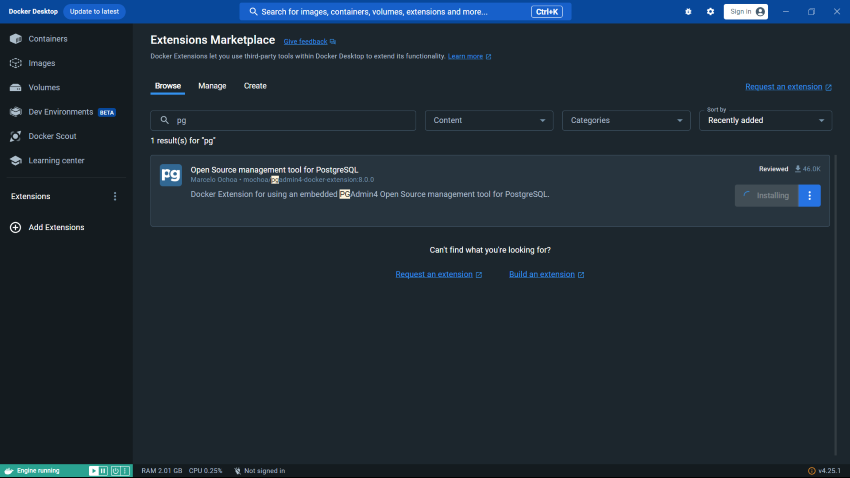 Docker Desktop
Update to latest
Search for images, containers, volumes, extensions and more...
Ctrl+K
Sign in
Containers
Images
Volumes
Dev Environments BETA
Docker Scout
Learning center
Extensions
Add Extensions
Extensions Marketplace
Give feedback
Docker Extensions let you use third-party tools within Docker Desktop to extend its functionality. Learn more
Browse
Manage
Create
Request an extension
pg
Content
Categories
Sort by
Recently added
1 result(s) for "pg"
pg
Open Source management tool for PostgreSQL
Marcelo Ochoa • mochoa/pgadmin4-docker-extension:8.0.0
Docker Extension for using an embedded PGAdmin4 Open Source management tool for PostgreSQL.
Reviewed
46.0K
Installing
Can't find what you're looking for?
Request an extension
Build an extension
Engine running
RAM 2.01 GB CPU 0.25%
Not signed in
v4.25.1